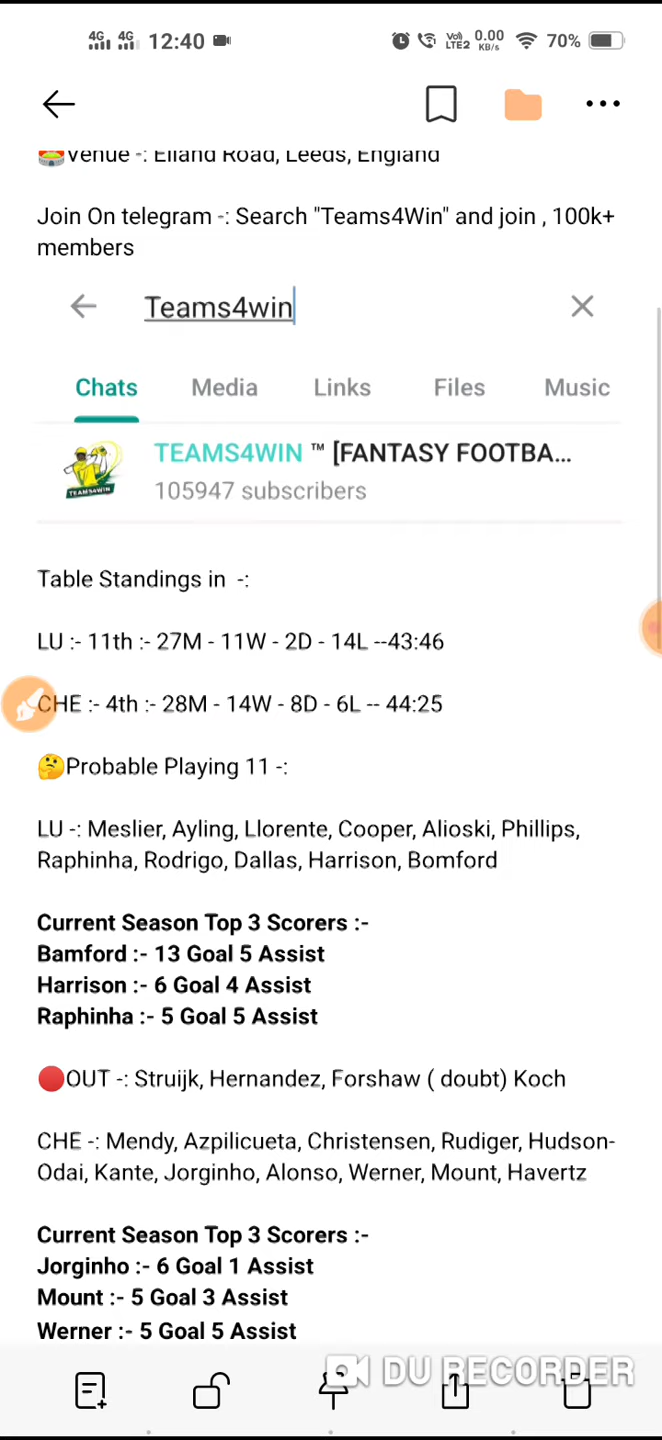 4G 4G 12:40 Vo) LTE2 0.00 KB/s 70%
Venue -: Elland Road, Leeds, England
Join On telegram -: Search "Teams4Win" and join , 100k+
members
Teams4win
Chats Media Links Files Music
TEAMS4WIN ™ [FANTASY FOOTBA...
TEAMS4WIN
105947 subscribers
Table Standings in -:
LU :- 11th :- 27M - 11W - 2D - 14L --43:46
CHE :- 4th :- 28M - 14W - 8D - 6L -- 44:25
🤔Probable Playing 11 -:
LU -: Meslier, Ayling, Llorente, Cooper, Alioski, Phillips,
Raphinha, Rodrigo, Dallas, Harrison, Bomford
Current Season Top 3 Scorers :-
Bamford :- 13 Goal 5 Assist
Harrison :- 6 Goal 4 Assist
Raphinha :- 5 Goal 5 Assist
🔴OUT -: Struijk, Hernandez, Forshaw ( doubt) Koch
CHE -: Mendy, Azpilicueta, Christensen, Rudiger, Hudson-
Odai, Kante, Jorginho, Alonso, Werner, Mount, Havertz
Current Season Top 3 Scorers :-
Jorginho :- 6 Goal 1 Assist
Mount :- 5 Goal 3 Assist
Werner :- 5 Goal 5 Assist
DU RECORDER